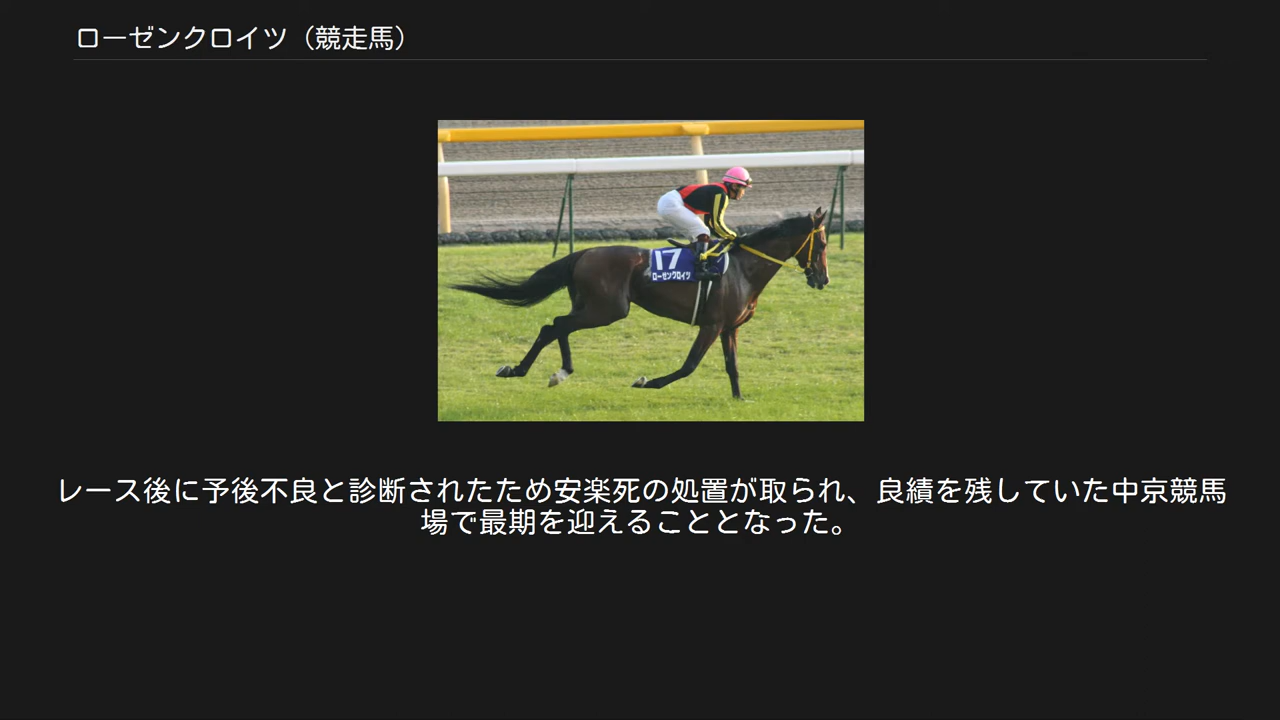 ローゼンクロイツ（競走馬）
17
ローゼンクロイツ
レース後に予後不良と診断されたため安楽死の処置が取られ、良績を残していた中京競馬
場で最期を迎えることとなった。